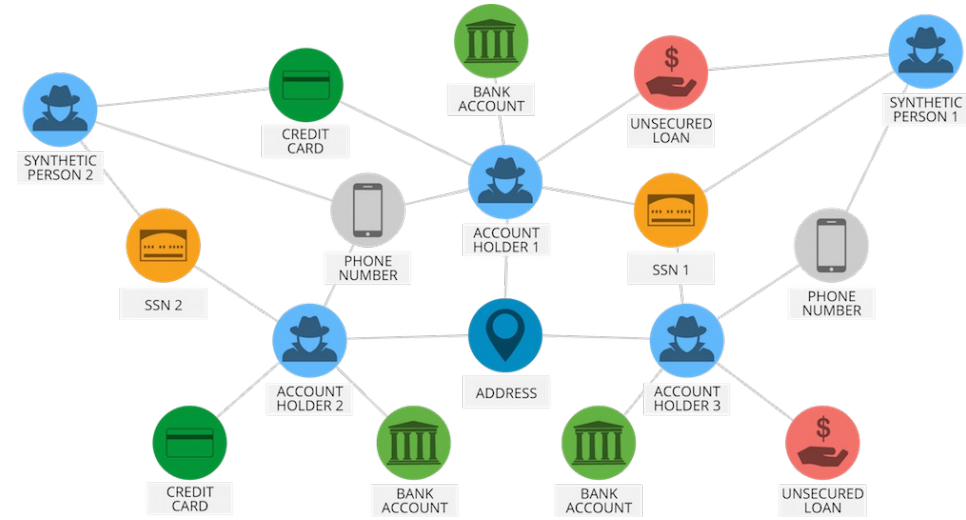 BANK
ACCOUNT
UNSECURED
LOAN
SYNTHETIC
PERSON 1
CREDIT
CARD
SYNTHETIC
PERSON 2
ACCOUNT
HOLDER 1
PHONE
NUMBER
SSN 1
SSN 2
PHONE
NUMBER
ACCOUNT
HOLDER 2
ADDRESS
ACCOUNT
HOLDER 3
CREDIT
CARD
BANK
ACCOUNT
BANK
ACCOUNT
UNSECURED
LOAN
$
$